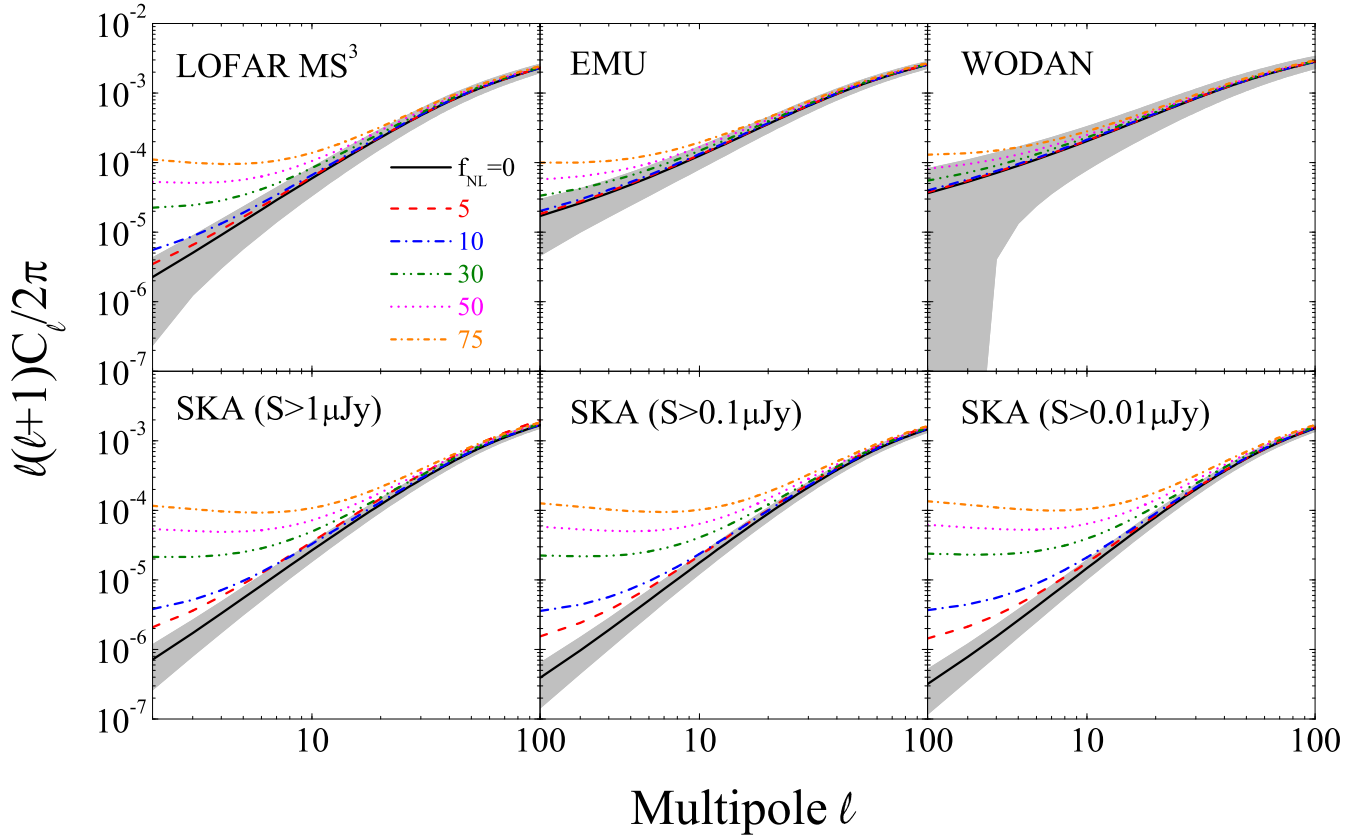 10^-2
10^-3
10^-4
10^-5
10^-6
10^-7
10^-3
10^-4
10^-5
10^-6
10^-7
ℓ(ℓ+1)C_ℓ/2π
LOFAR MS^3
EMU
WODAN
f_NL=0
5
10
30
50
75
SKA (S>1μJy)
SKA (S>0.1μJy)
SKA (S>0.01μJy)
10 100 10 100 10 100
Multipole ℓ